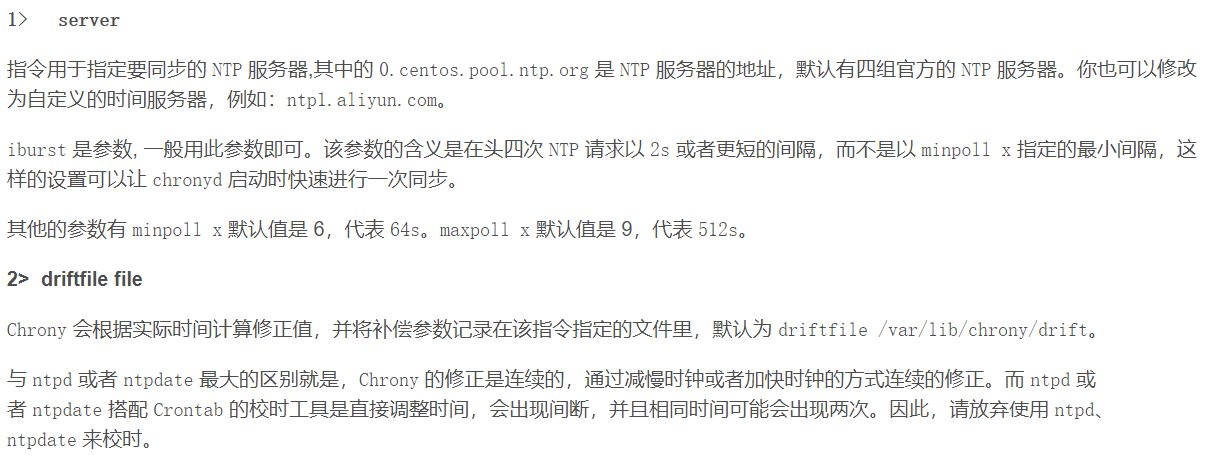 1>   server
指令用于指定要同步的 NTP 服务器,其中的 0.centos.pool.ntp.org 是 NTP 服务器的地址，默认有四组官方的 NTP 服务器。你也可以修改
为自定义的时间服务器，例如：ntp1.aliyun.com。
iburst 是参数, 一般用此参数即可。该参数的含义是在头四次 NTP 请求以 2s 或者更短的间隔，而不是以 minpoll x 指定的最小间隔，这
样的设置可以让 chronyd 启动时快速进行一次同步。
其他的参数有 minpoll x 默认值是 6，代表 64s。maxpoll x 默认值是 9，代表 512s。
2>  driftfile file
Chrony 会根据实际时间计算修正值，并将补偿参数记录在该指令指定的文件里，默认为 driftfile /var/lib/chrony/drift。
与 ntpd 或者 ntpdate 最大的区别就是，Chrony 的修正是连续的，通过减慢时钟或者加快时钟的方式连续的修正。而 ntpd 或
者 ntpdate 搭配 Crontab 的校时工具是直接调整时间，会出现间断，并且相同时间可能会出现两次。因此，请放弃使用 ntpd、
ntpdate 来校时。